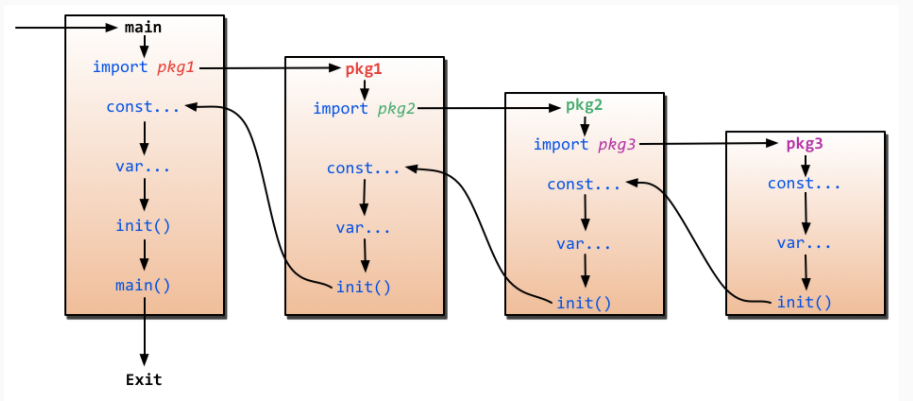 main
import pkg1
const...
var...
init()
main()
Exit
pkg1
import pkg2
const...
var...
init()
pkg2
import pkg3
const...
var...
init()
pkg3
const...
var...
init()